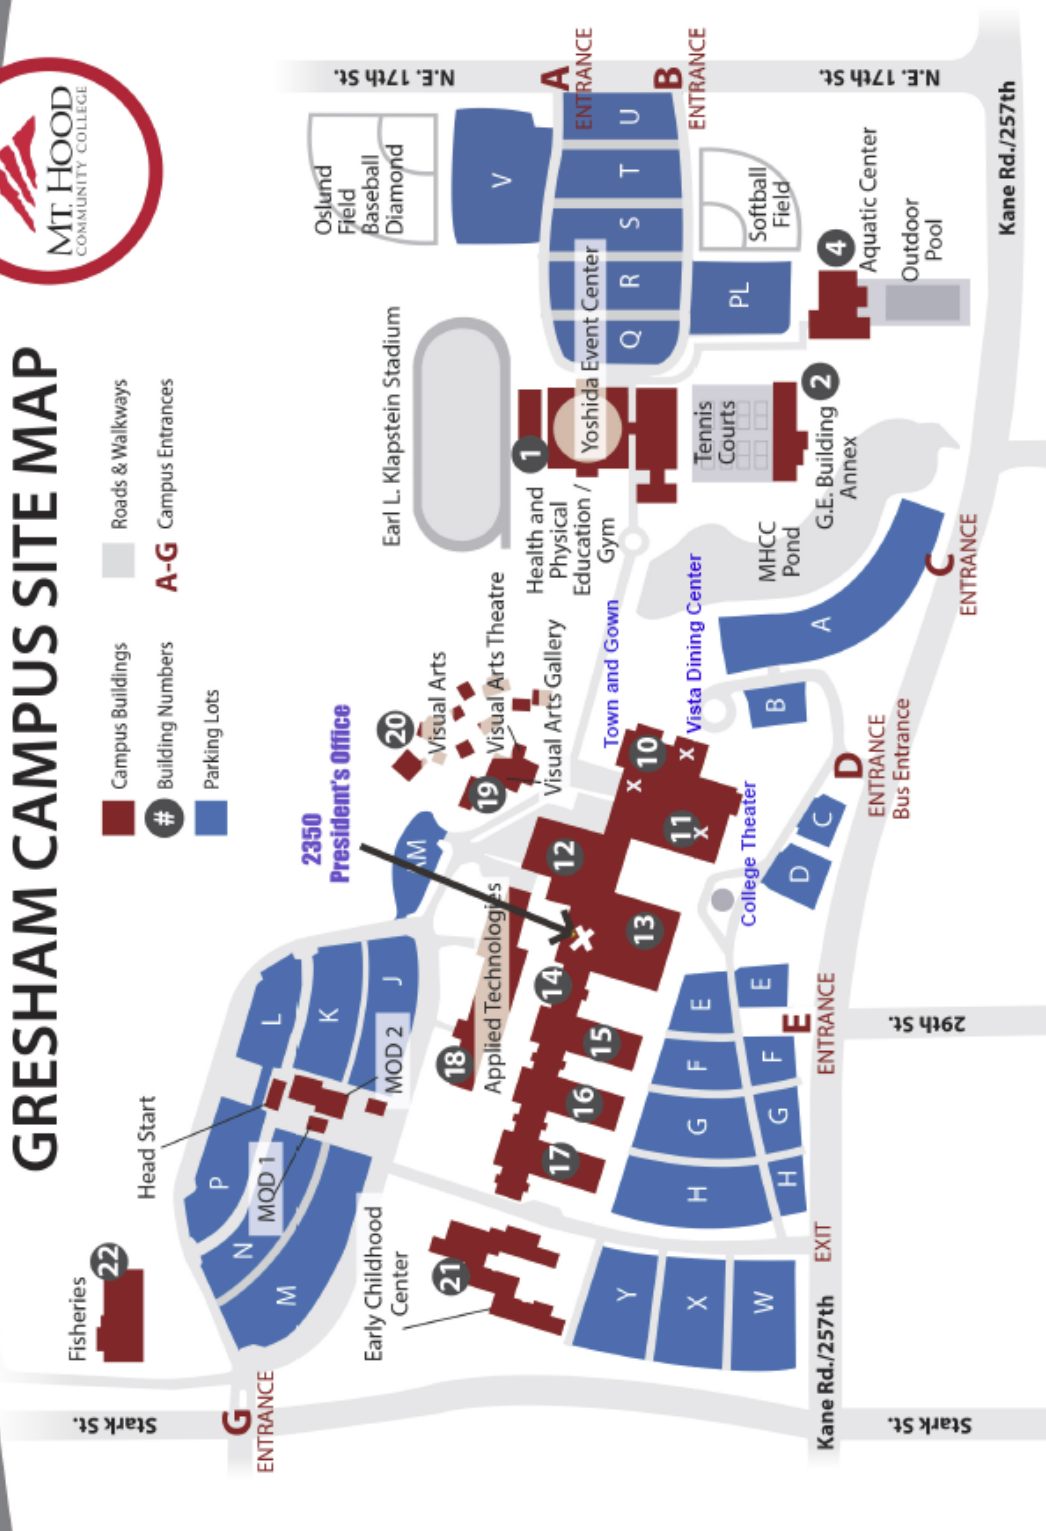 GRESHAM CAMPUS SITE MAP
MT. HOOD
COMMUNITY COLLEGE
Campus Buildings
# Building Numbers
Parking Lots
Roads & Walkways
A-G Campus Entrances
Fisheries
22
Head Start
MOD 1
MOD 2
P
N
M
L
K
J
AM
G
ENTRANCE
Stark St.
Stark St.
2350
President's Office
20
Visual Arts
19
Visual Arts Theatre
Visual Arts Gallery
Earl L. Klapstein Stadium
Oslund
Field
Baseball
Diamond
V
N.E. 17th St.
N.E. 17th St.
A
ENTRANCE
B
ENTRANCE
U
T
S
R
Q
PL
Softball
Field
Yoshida Event Center
1
Health and
Physical
Education /
Gym
Tennis
Courts
2
G.E. Building
Annex
4
Aquatic Center
Outdoor
Pool
Kane Rd./257th
MHCC
Pond
Town and Gown
Vista Dining Center
College Theater
Early Childhood
Center
21
18
Applied Technologies
17
16
15
14
13
12
11
x
10
x
x
Y
X
W
H
G
F
E
H
G
F
E
D
C
B
A
EXIT
E
ENTRANCE
29th St.
D
ENTRANCE
Bus Entrance
C
ENTRANCE
Kane Rd./257th